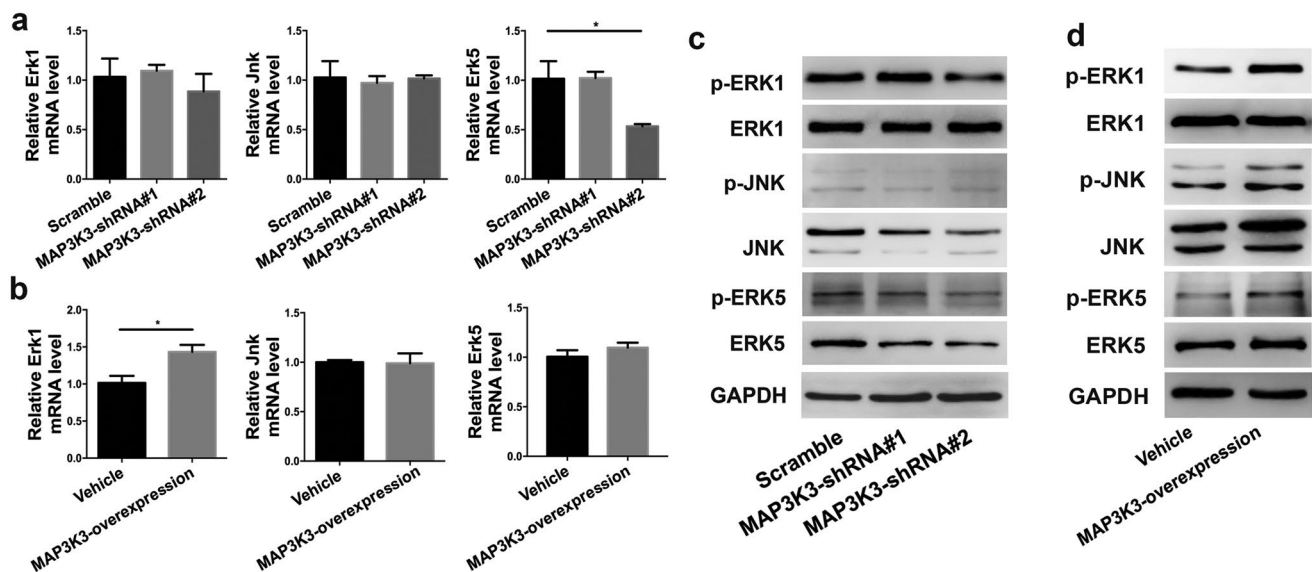 a
Relative Erk1
mRNA level
1.5
1.0
0.5
0.0
Scramble
MAP3K3-shRNA#1
MAP3K3-shRNA#2
Relative Jnk
mRNA level
1.5
1.0
0.5
0.0
Scramble
MAP3K3-shRNA#1
MAP3K3-shRNA#2
Relative Erk5
mRNA level
1.5
1.0
0.5
0.0
*
Scramble
MAP3K3-shRNA#1
MAP3K3-shRNA#2
b
Relative Erk1
mRNA level
2.0
1.5
1.0
0.5
0.0
*
Vehicle
MAP3K3-overexpression
Relative Jnk
mRNA level
1.5
1.0
0.5
0.0
Vehicle
MAP3K3-overexpression
Relative Erk5
mRNA level
1.5
1.0
0.5
0.0
Vehicle
MAP3K3-overexpression
c
p-ERK1
ERK1
p-JNK
JNK
p-ERK5
ERK5
GAPDH
Scramble
MAP3K3-shRNA#1
MAP3K3-shRNA#2
d
p-ERK1
ERK1
p-JNK
JNK
p-ERK5
ERK5
GAPDH
Vehicle
MAP3K3-overexpression